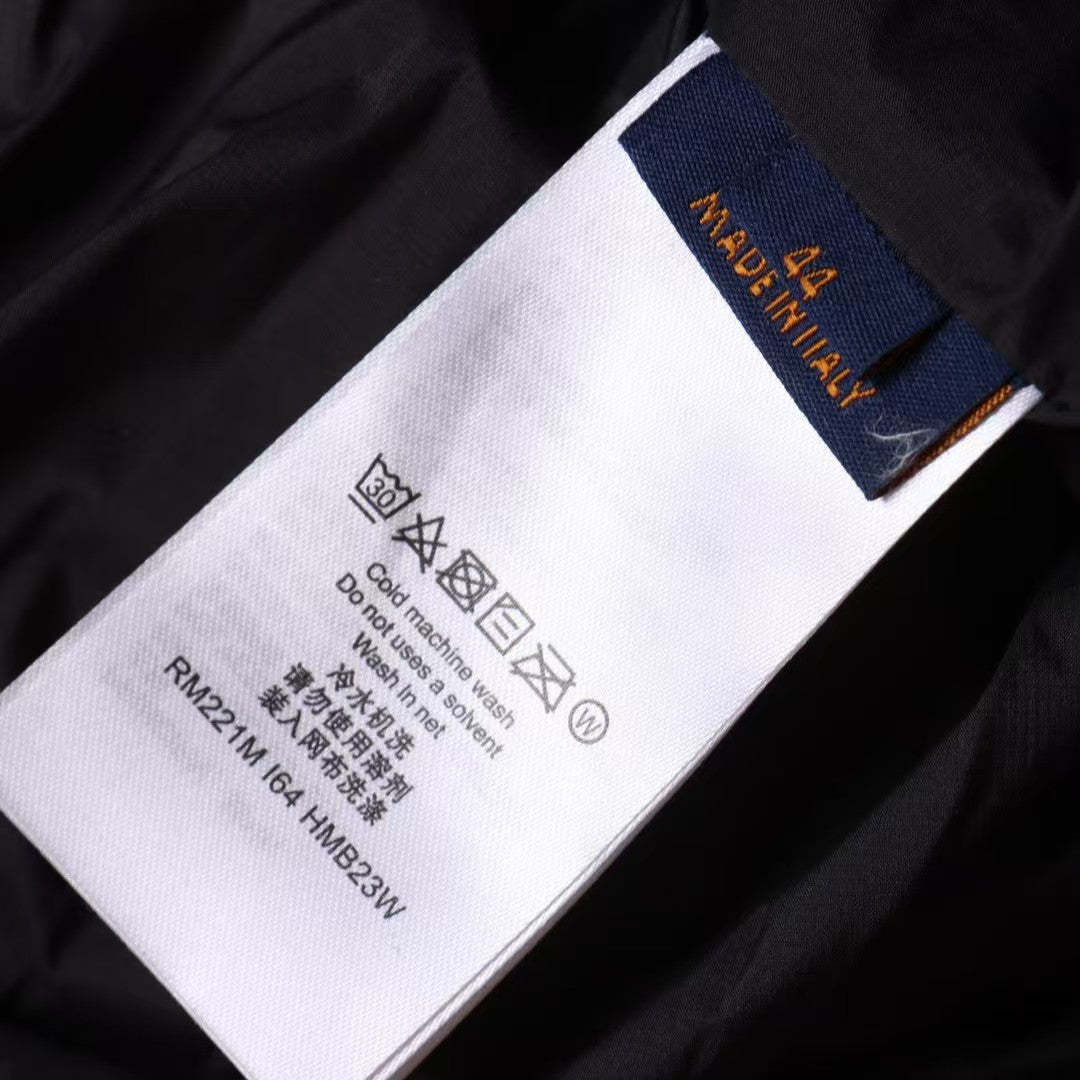 44
MADE IN ITALY
30
W
Cold machine wash
Do not uses a solvent
Wash In net
冷水机洗
请勿使用溶剂
装入网布洗涤
RM221M I64 HMB23W